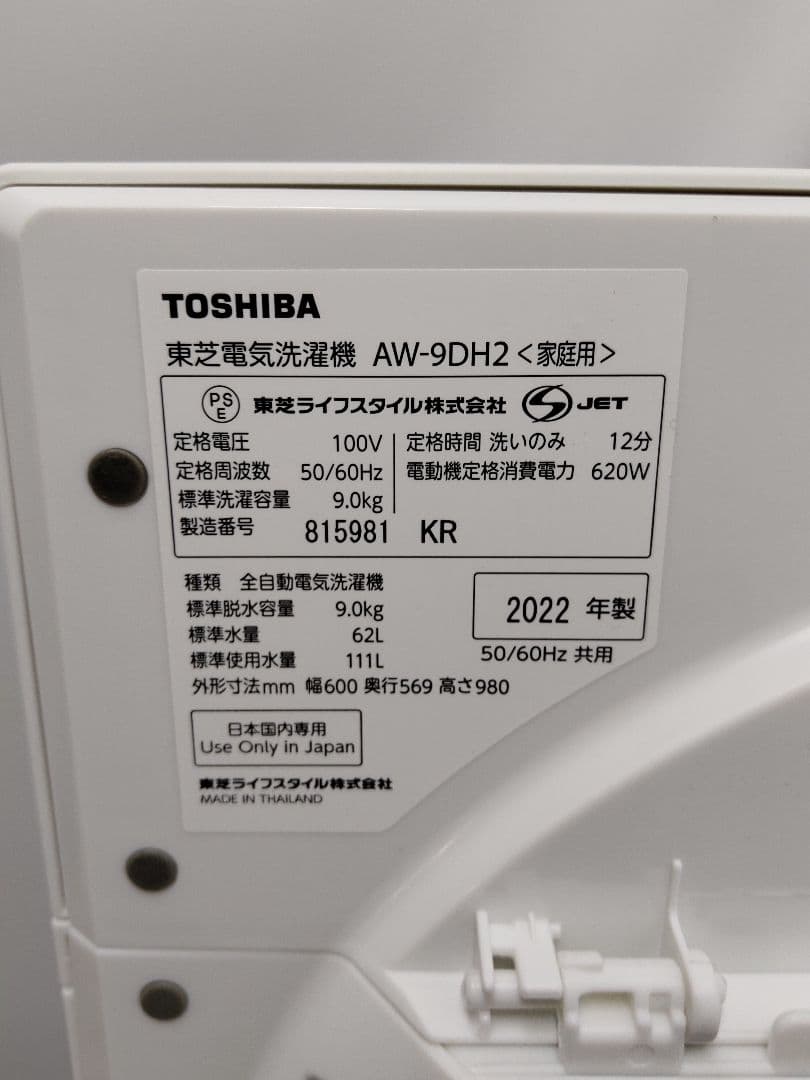 TOSHIBA
東芝電気洗濯機 AW-9DH2 <家庭用>
PS E 東芝ライフスタイル株式会社 S JET
定格電圧 100V 定格時間 洗いのみ 12分
定格周波数 50/60Hz 電動機定格消費電力 620W
標準洗濯容量 9.0kg
製造番号 815981 KR
種類 全自動電気洗濯機
標準脱水容量 9.0kg
2022 年製
標準水量 62L
標準使用水量 111L
50/60Hz 共用
外形寸法mm 幅600 奥行569 高さ980
日本国内専用
Use Only in Japan
東芝ライフスタイル株式会社
MADE IN THAILAND